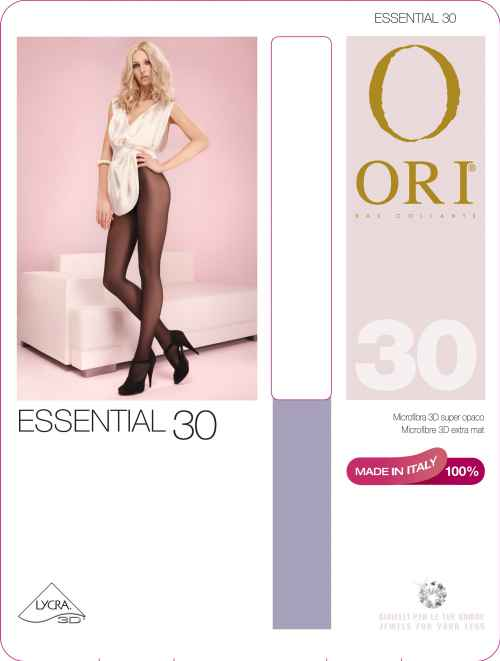 ESSENTIAL 30
ORI®
BAS COLLANTS
30
ESSENTIAL 30
Microfibra 3D super opaco
Microfibre 3D extra mat
MADE IN ITALY 100%
LYCRA®
3D
GIOIELLI PER LE TUE GAMBE
JEWELS FOR YOUR LEGS